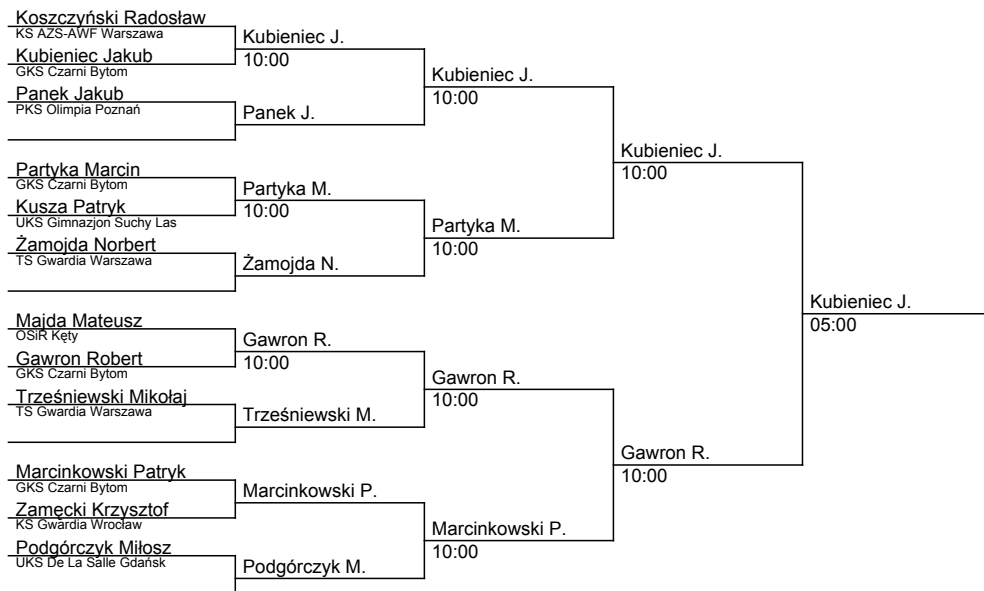 Koszczyński Radosław
KS AZS-AWF Warszawa
Kubieniec J.
10:00
Kubieniec Jakub
GKS Czarni Bytom
Kubieniec J.
10:00
Panek Jakub
PKS Olimpia Poznań
Panek J.
Kubieniec J.
10:00
Partyka Marcin
GKS Czarni Bytom
Partyka M.
10:00
Kusza Patryk
UKS Gimnazjon Suchy Las
Partyka M.
10:00
Żamojda Norbert
TS Gwardia Warszawa
Żamojda N.
Kubieniec J.
05:00
Majda Mateusz
OSiR Kęty
Gawron R.
10:00
Gawron Robert
GKS Czarni Bytom
Gawron R.
10:00
Trześniewski Mikołaj
TS Gwardia Warszawa
Trześniewski M.
Gawron R.
10:00
Marcinkowski Patryk
GKS Czarni Bytom
Marcinkowski P.
Zamęcki Krzysztof
KS Gwardia Wrocław
Marcinkowski P.
10:00
Podgórczyk Miłosz
UKS De La Salle Gdańsk
Podgórczyk M.